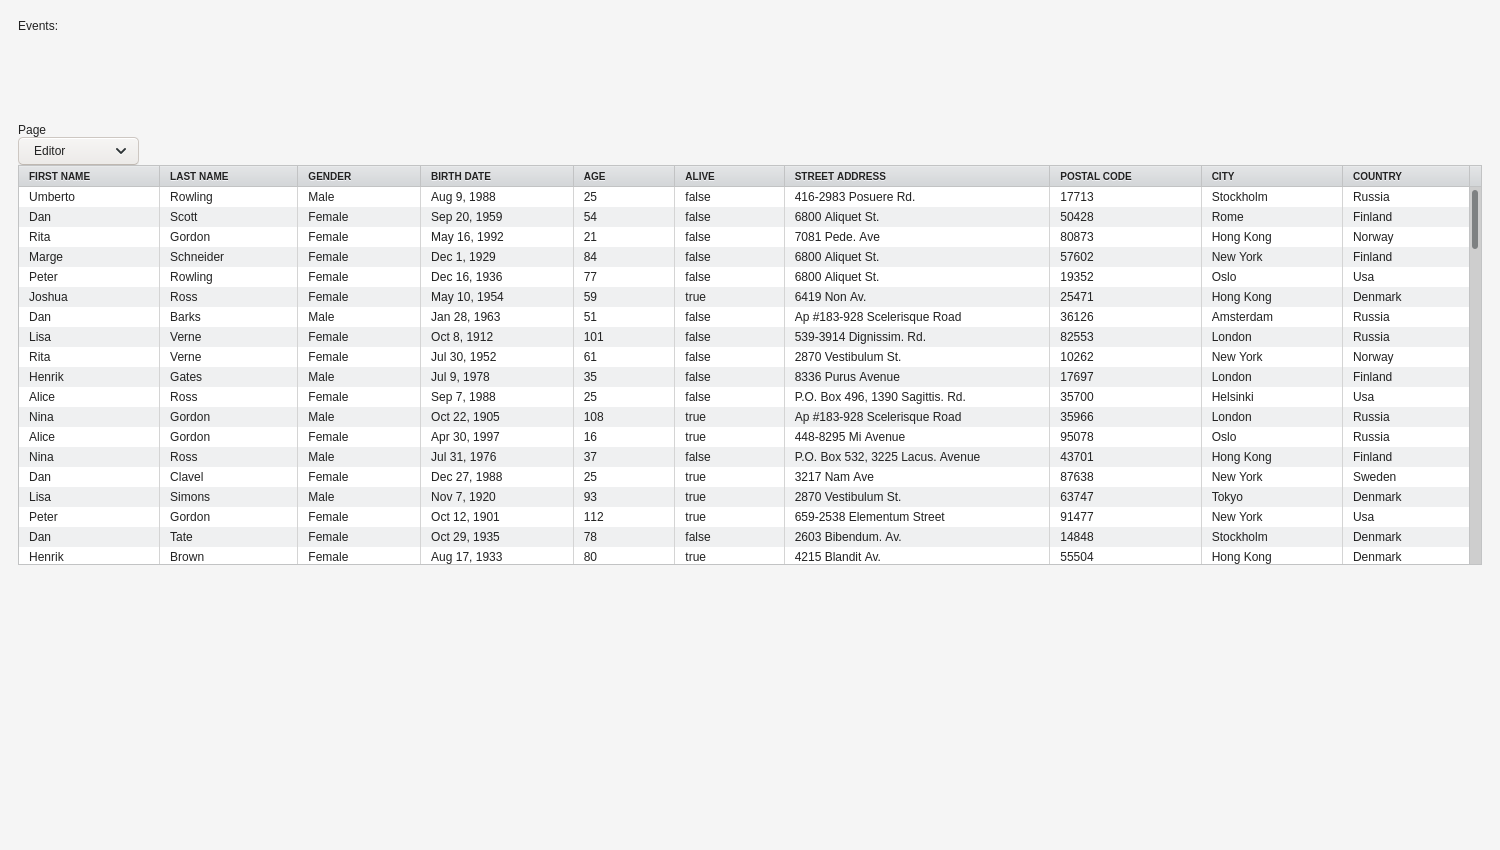 Events:
Page
Editor
FIRST NAME LAST NAME GENDER BIRTH DATE AGE ALIVE STREET ADDRESS POSTAL CODE CITY COUNTRY
Umberto Rowling Male Aug 9, 1988 25 false 416-2983 Posuere Rd. 17713 Stockholm Russia
Dan Scott Female Sep 20, 1959 54 false 6800 Aliquet St. 50428 Rome Finland
Rita Gordon Female May 16, 1992 21 false 7081 Pede. Ave 80873 Hong Kong Norway
Marge Schneider Female Dec 1, 1929 84 false 6800 Aliquet St. 57602 New York Finland
Peter Rowling Female Dec 16, 1936 77 false 6800 Aliquet St. 19352 Oslo Usa
Joshua Ross Female May 10, 1954 59 true 6419 Non Av. 25471 Hong Kong Denmark
Dan Barks Male Jan 28, 1963 51 false Ap #183-928 Scelerisque Road 36126 Amsterdam Russia
Lisa Verne Female Oct 8, 1912 101 false 539-3914 Dignissim. Rd. 82553 London Russia
Rita Verne Female Jul 30, 1952 61 false 2870 Vestibulum St. 10262 New York Norway
Henrik Gates Male Jul 9, 1978 35 false 8336 Purus Avenue 17697 London Finland
Alice Ross Female Sep 7, 1988 25 false P.O. Box 496, 1390 Sagittis. Rd. 35700 Helsinki Usa
Nina Gordon Male Oct 22, 1905 108 true Ap #183-928 Scelerisque Road 35966 London Russia
Alice Gordon Female Apr 30, 1997 16 true 448-8295 Mi Avenue 95078 Oslo Russia
Nina Ross Male Jul 31, 1976 37 false P.O. Box 532, 3225 Lacus. Avenue 43701 Hong Kong Finland
Dan Clavel Female Dec 27, 1988 25 true 3217 Nam Ave 87638 New York Sweden
Lisa Simons Male Nov 7, 1920 93 true 2870 Vestibulum St. 63747 Tokyo Denmark
Peter Gordon Female Oct 12, 1901 112 true 659-2538 Elementum Street 91477 New York Usa
Dan Tate Female Oct 29, 1935 78 false 2603 Bibendum. Av. 14848 Stockholm Denmark
Henrik Brown Female Aug 17, 1933 80 true 4215 Blandit Av. 55504 Hong Kong Denmark